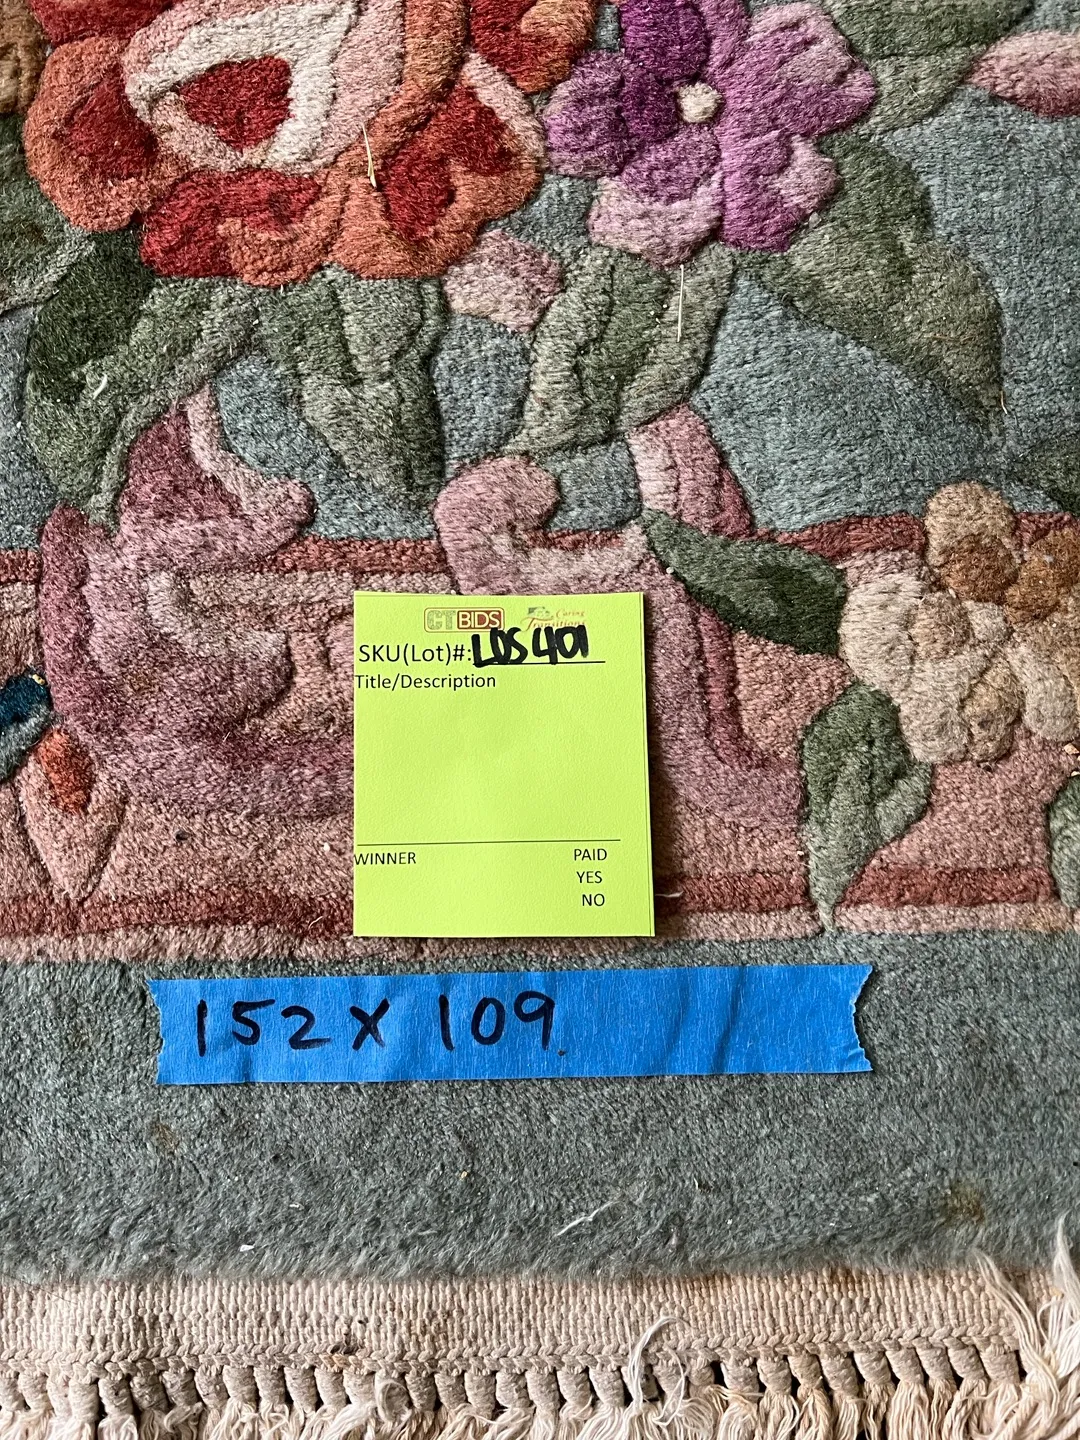 CTBIDS Caring Transitions
SKU(Lot)#: LDS401
Title/Description
WINNER PAID
YES
NO
152 X 109